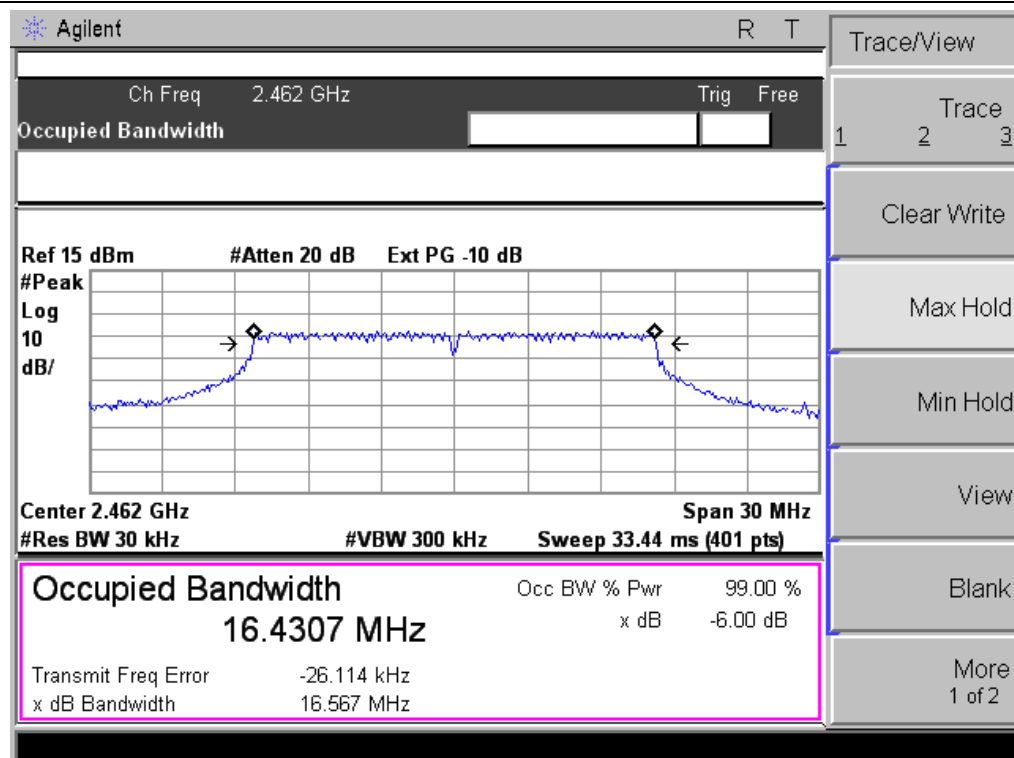 Agilent R T
Ch Freq 2.462 GHz Trig Free
Occupied Bandwidth
Ref 15 dBm #Atten 20 dB Ext PG -10 dB
#Peak
Log
10
dB/
Center 2.462 GHz Span 30 MHz
#Res BW 30 kHz #VBW 300 kHz Sweep 33.44 ms (401 pts)
Occupied Bandwidth Occ BW % Pwr 99.00 %
16.4307 MHz x dB -6.00 dB
Transmit Freq Error -26.114 kHz
x dB Bandwidth 16.567 MHz
Trace/View
Trace
1 2 3
Clear Write
Max Hold
Min Hold
View
Blank
More
1 of 2